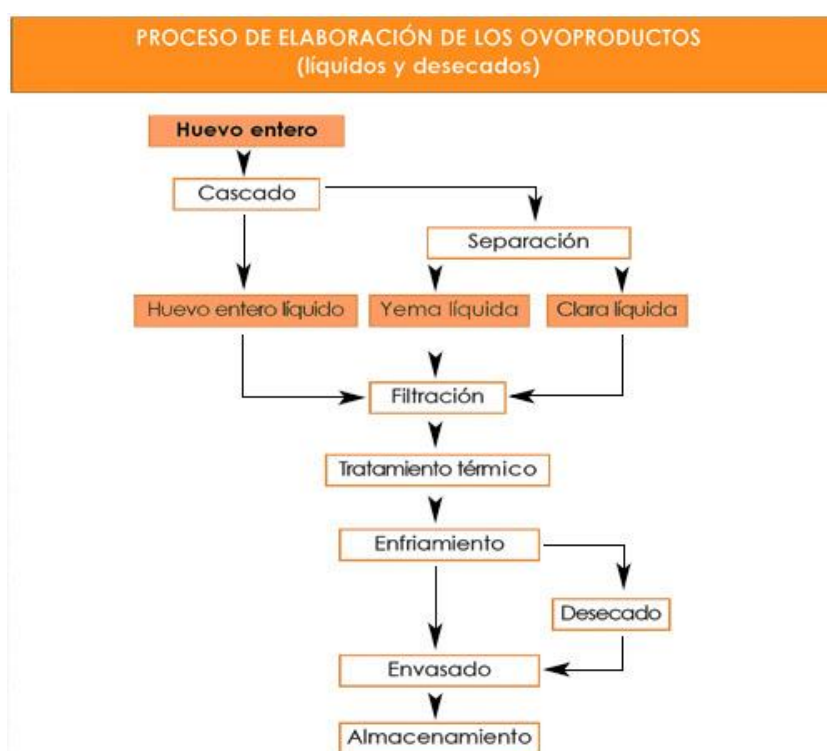 PROCESO DE ELABORACIÓN DE LOS OVOPRODUCTOS
(líquidos y desecados)
Huevo entero
Cascado
Separación
Huevo entero líquido
Yema líquida
Clara líquida
Filtración
Tratamiento térmico
Enfriamiento
Desecado
Envasado
Almacenamiento